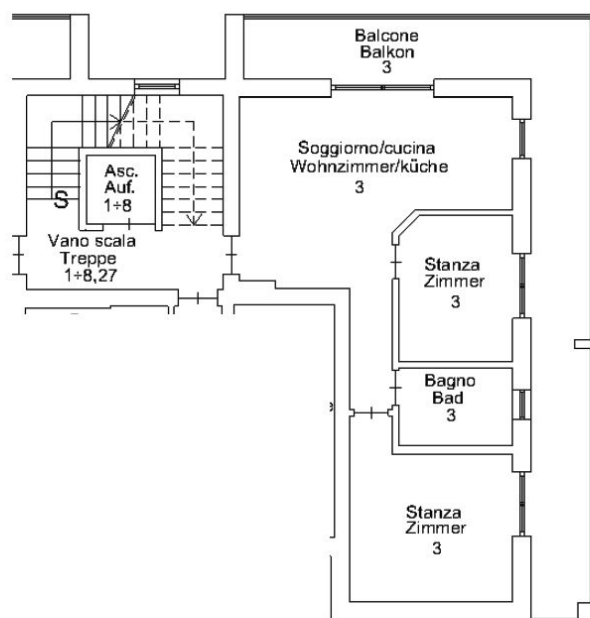 Balcone
Balkon
3
Soggiorno/cucina
Wohnzimmer/küche
3
Asc.
Auf.
1÷8
S
Vano scala
Treppe
1÷8,27
Stanza
Zimmer
3
Bagno
Bad
3
Stanza
Zimmer
3